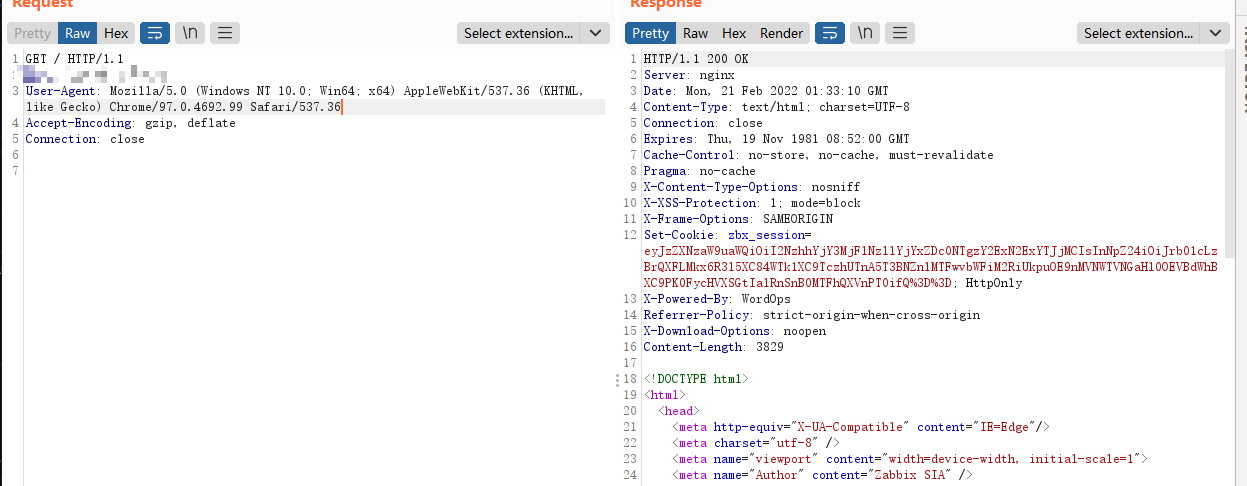 Request
Pretty Raw Hex \n Select extension...
1 GET / HTTP/1.1
3 User-Agent: Mozilla/5.0 (Windows NT 10.0; Win64; x64) AppleWebKit/537.36 (KHTML,
like Gecko) Chrome/97.0.4692.99 Safari/537.36
4 Accept-Encoding: gzip, deflate
5 Connection: close
6
7
Response
Pretty Raw Hex Render \n Select extension...
1 HTTP/1.1 200 OK
2 Server: nginx
3 Date: Mon, 21 Feb 2022 01:33:10 GMT
4 Content-Type: text/html; charset=UTF-8
5 Connection: close
6 Expires: Thu, 19 Nov 1981 08:52:00 GMT
7 Cache-Control: no-store, no-cache, must-revalidate
8 Pragma: no-cache
9 X-Content-Type-Options: nosniff
10 X-XSS-Protection: 1; mode=block
11 X-Frame-Options: SAMEORIGIN
12 Set-Cookie: zbx_session=
; HttpOnly
13 X-Powered-By: WordOps
14 Referrer-Policy: strict-origin-when-cross-origin
15 X-Download-Options: noopen
16 Content-Length: 3829
17
18 <!DOCTYPE html>
19 <html>
20 <head>
21 <meta http-equiv="X-UA-Compatible" content="IE=Edge"/>
22 <meta charset="utf-8" />
23 <meta name="viewport" content="width=device-width, initial-scale=1">
24 <meta name="Author" content="Zabbix SIA" />